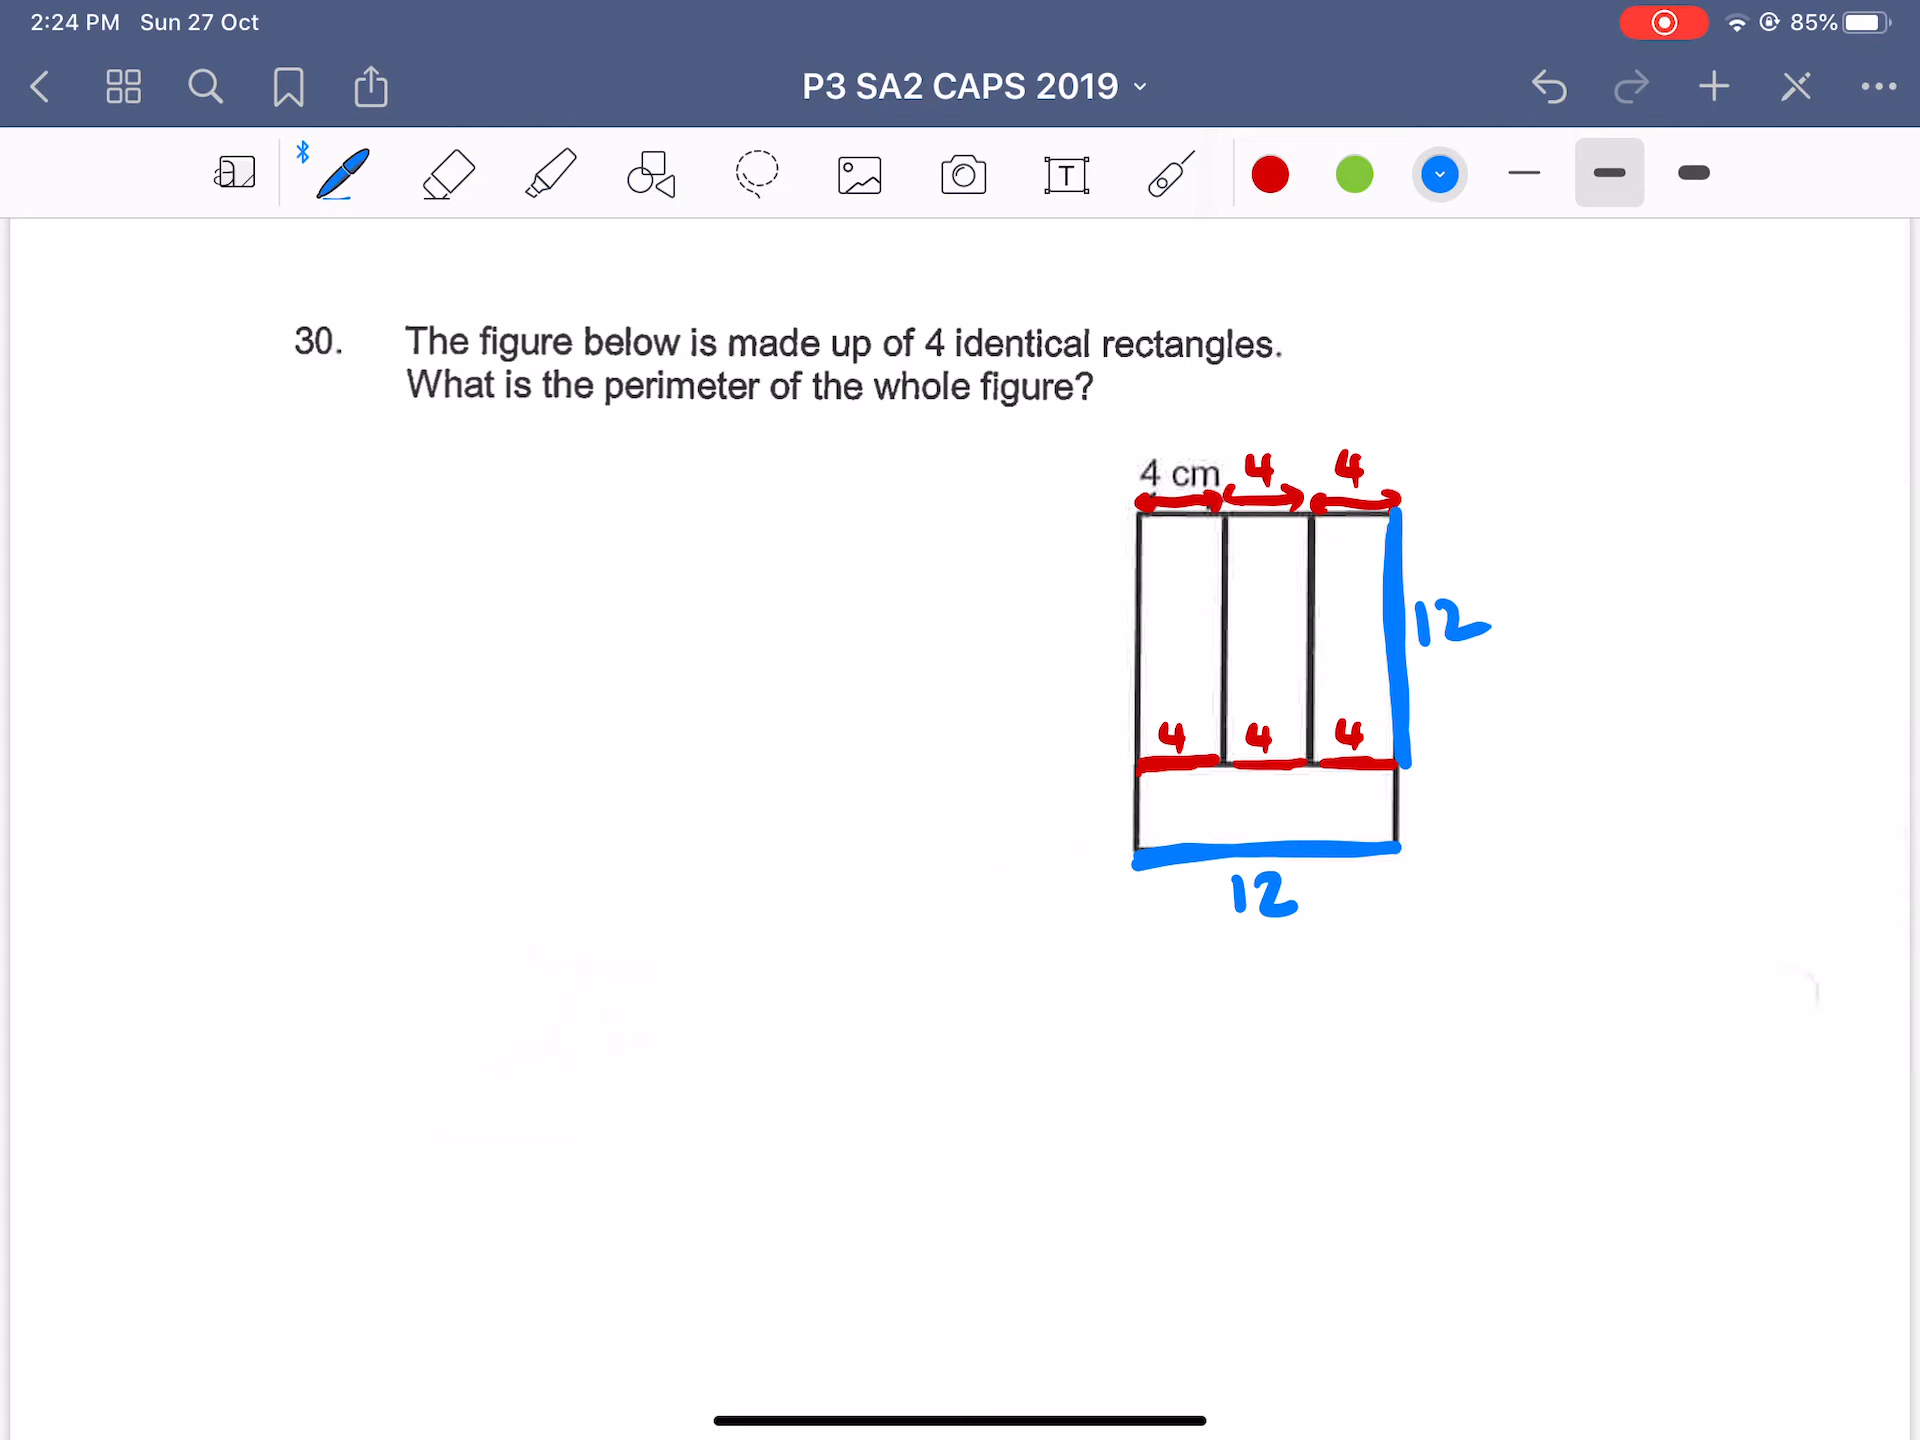 2:24 PM Sun 27 Oct
85%
P3 SA2 CAPS 2019
T
30. The figure below is made up of 4 identical rectangles.
What is the perimeter of the whole figure?
4 cm 4 4
12
4 4 4
12